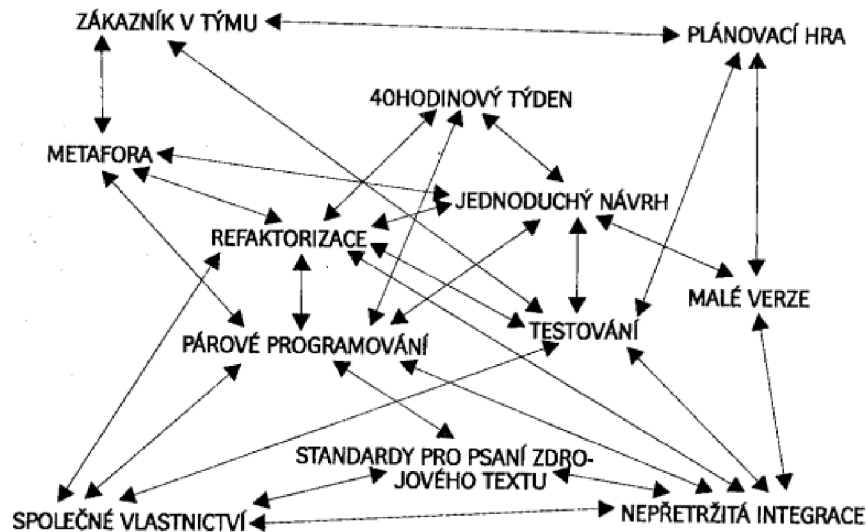 ZÁKAZNÍK V TÝMU
PLÁNOVACÍ HRA
40HODINOVÝ TÝDEN
METAFORA
JEDNODUCHÝ NÁVRH
REFAKTORIZACE
MALÉ VERZE
TESTOVÁNÍ
PÁROVÉ PROGRAMOVÁNÍ
STANDARDY PRO PSANÍ ZDRO-
JOVÉHO TEXTU
SPOLEČNÉ VLASTNICTVÍ
NEPŘETRŽITÁ INTEGRACE